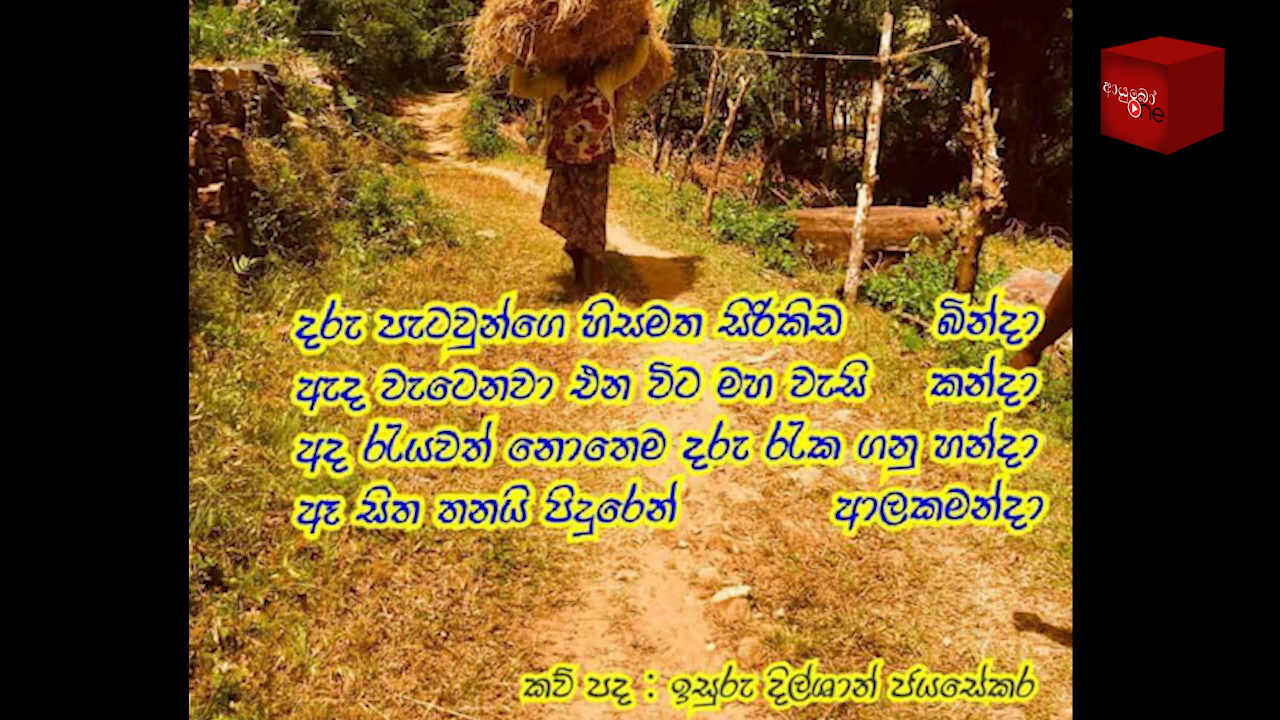 ආයුබෝ
One
දරු පැටවුන්ගෙ හිසමත සිරිකිඩ බින්දා
ඇද වැටෙනවා එන විට මහ වැසි කන්දා
අද රැයවත් නොතෙම දරු රැක ගනු හන්දා
ඈ සිත තනයි පිදුරෙන් ආලකමන්දා
කවි පද : ඉසුරු දිල්ශාන් ජයසේකර